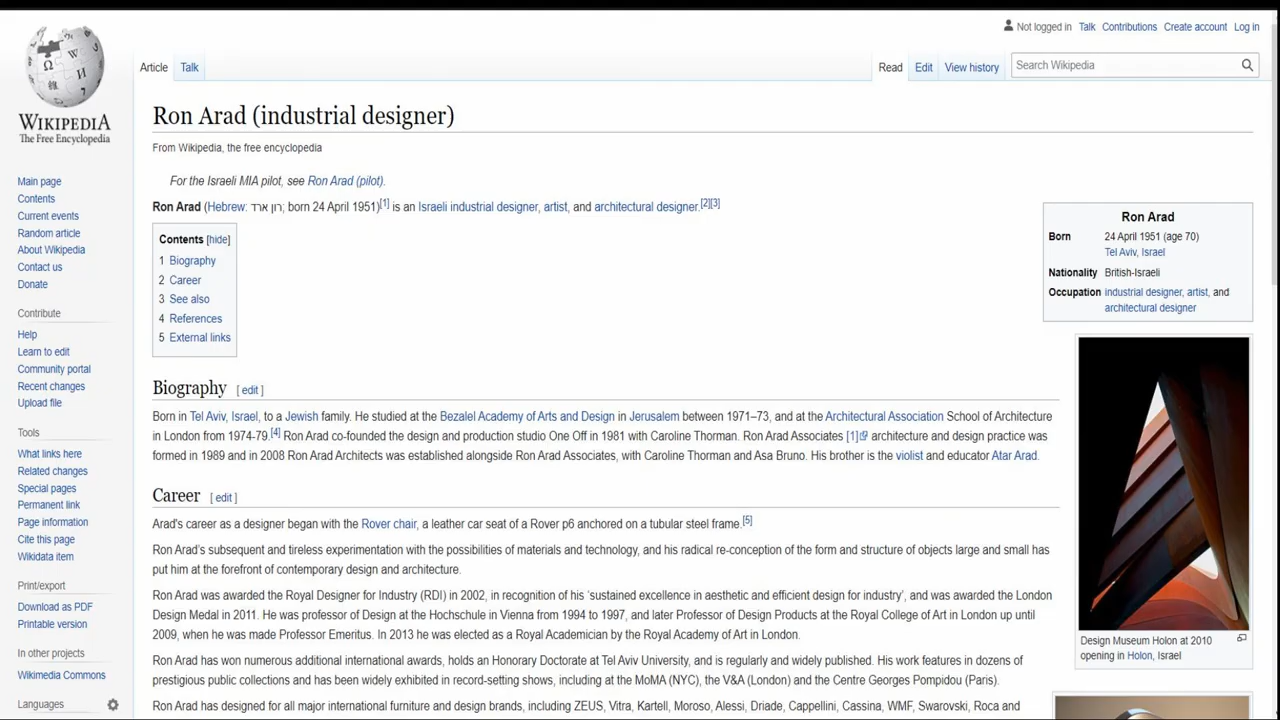 Not logged in Talk Contributions Create account Log in
Article Talk Read Edit View history Search Wikipedia
WIKIPEDIA
The Free Encyclopedia
Main page
Contents
Current events
Random article
About Wikipedia
Contact us
Donate
Contribute
Help
Learn to edit
Community portal
Recent changes
Upload file
Tools
What links here
Related changes
Special pages
Permanent link
Page information
Cite this page
Wikidata item
Print/export
Download as PDF
Printable version
In other projects
Wikimedia Commons
Languages
Ron Arad (industrial designer)
From Wikipedia, the free encyclopedia
For the Israeli MIA pilot, see Ron Arad (pilot).
Ron Arad (Hebrew: רון ארד; born 24 April 1951)[1] is an Israeli industrial designer, artist, and architectural designer.[2][3]
Contents [hide]
1 Biography
2 Career
3 See also
4 References
5 External links
Ron Arad
Born 24 April 1951 (age 70)
Tel Aviv, Israel
Nationality British-Israeli
Occupation industrial designer, artist, and
architectural designer
Biography [ edit ]
Born in Tel Aviv, Israel, to a Jewish family. He studied at the Bezalel Academy of Arts and Design in Jerusalem between 1971–73, and at the Architectural Association School of Architecture
in London from 1974-79.[4] Ron Arad co-founded the design and production studio One Off in 1981 with Caroline Thorman. Ron Arad Associates [1] architecture and design practice was
formed in 1989 and in 2008 Ron Arad Architects was established alongside Ron Arad Associates, with Caroline Thorman and Asa Bruno. His brother is the violist and educator Atar Arad.
Career [ edit ]
Arad's career as a designer began with the Rover chair, a leather car seat of a Rover p6 anchored on a tubular steel frame.[5]
Ron Arad's subsequent and tireless experimentation with the possibilities of materials and technology, and his radical re-conception of the form and structure of objects large and small has
put him at the forefront of contemporary design and architecture.
Ron Arad was awarded the Royal Designer for Industry (RDI) in 2002, in recognition of his 'sustained excellence in aesthetic and efficient design for industry', and was awarded the London
Design Medal in 2011. He was professor of Design at the Hochschule in Vienna from 1994 to 1997, and later Professor of Design Products at the Royal College of Art in London up until
2009, when he was made Professor Emeritus. In 2013 he was elected as a Royal Academician by the Royal Academy of Art in London.
Ron Arad has won numerous additional international awards, holds an Honorary Doctorate at Tel Aviv University, and is regularly and widely published. His work features in dozens of
prestigious public collections and has been widely exhibited in record-setting shows, including at the MoMA (NYC), the V&A (London) and the Centre Georges Pompidou (Paris).
Ron Arad has designed for all major international furniture and design brands, including ZEUS, Vitra, Kartell, Moroso, Alessi, Driade, Cappellini, Cassina, WMF, Swarovski, Roca and
Design Museum Holon at 2010
opening in Holon, Israel